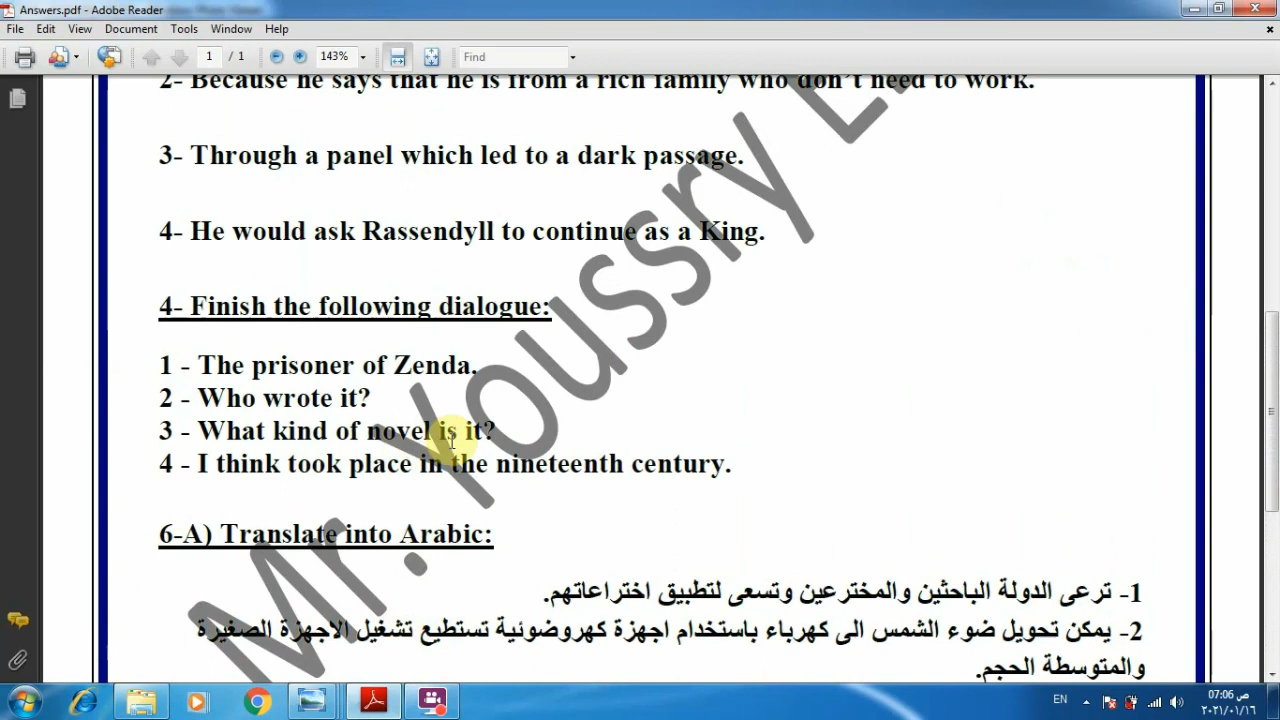 Answers.pdf - Adobe Reader
File Edit View Document Tools Window Help
1 / 1 143% Find
2- Because he says that he is from a rich family who don't need to work.
3- Through a panel which led to a dark passage.
4- He would ask Rassendyll to continue as a King.
4- Finish the following dialogue:
1 - The prisoner of Zenda.
2 - Who wrote it?
3 - What kind of novel is it?
4 - I think took place in the nineteenth century.
6-A) Translate into Arabic:
1- ترعى الدولة الباحثين والمخترعين وتسعى لتطبيق اختراعاتهم.
2- يمكن تحويل ضوء الشمس الى كهرباء باستخدام اجهزة كهروضوئية تستطيع تشغيل الاجهزة الصغيرة
والمتوسطة الحجم.
Mr. Youssry E.
EN
07:06 ص
٢٠٢١/٠١/١٦